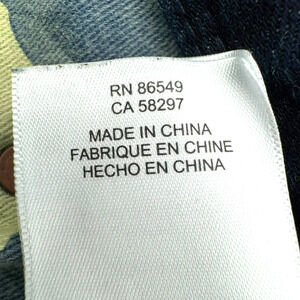 RN 86549
CA 58297
MADE IN CHINA
FABRIQUE EN CHINE
HECHO EN CHINA